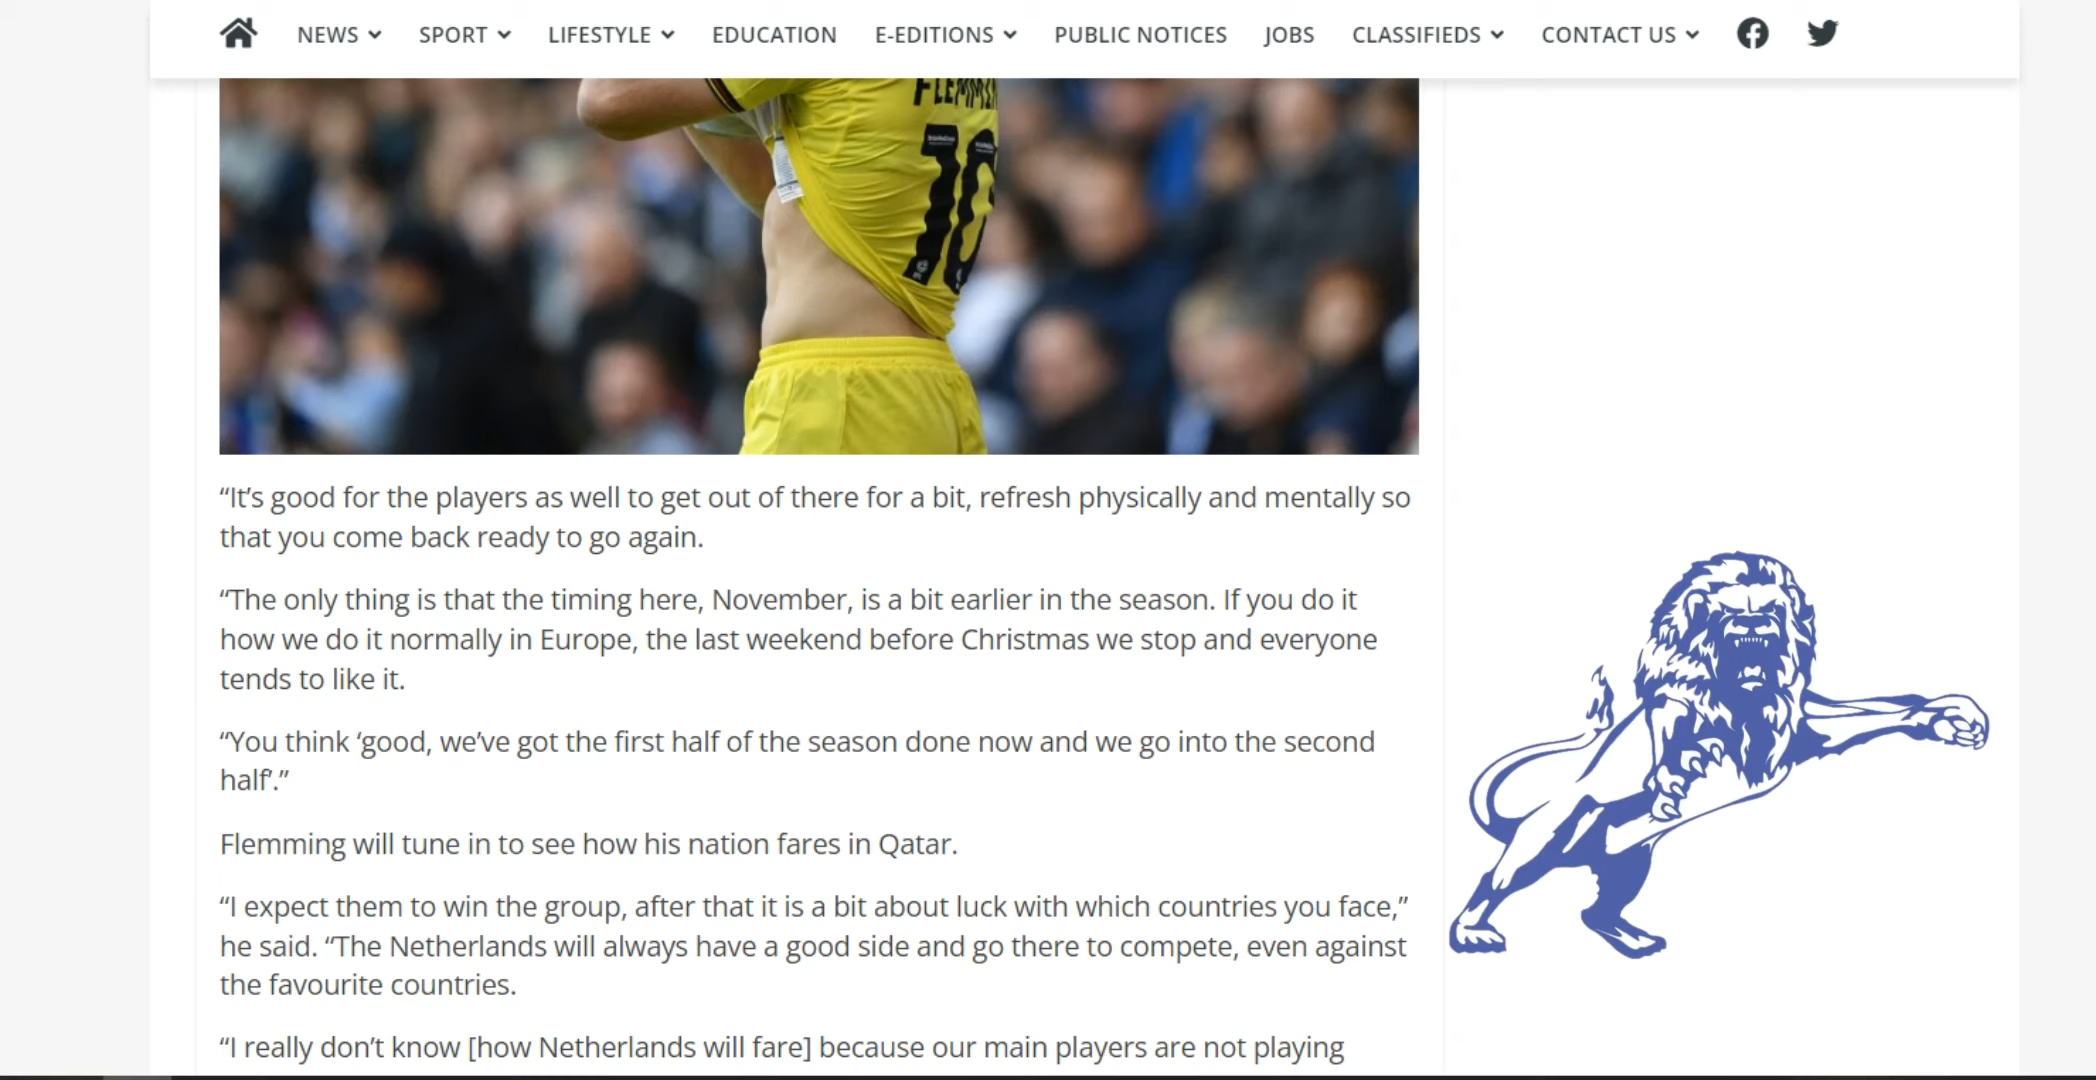 NEWS SPORT LIFESTYLE EDUCATION E-EDITIONS PUBLIC NOTICES JOBS CLASSIFIEDS CONTACT US
10
“It’s good for the players as well to get out of there for a bit, refresh physically and mentally so
that you come back ready to go again.
“The only thing is that the timing here, November, is a bit earlier in the season. If you do it
how we do it normally in Europe, the last weekend before Christmas we stop and everyone
tends to like it.
“You think ‘good, we’ve got the first half of the season done now and we go into the second
half’.”
Flemming will tune in to see how his nation fares in Qatar.
“I expect them to win the group, after that it is a bit about luck with which countries you face,”
he said. “The Netherlands will always have a good side and go there to compete, even against
the favourite countries.
“I really don’t know [how Netherlands will fare] because our main players are not playing